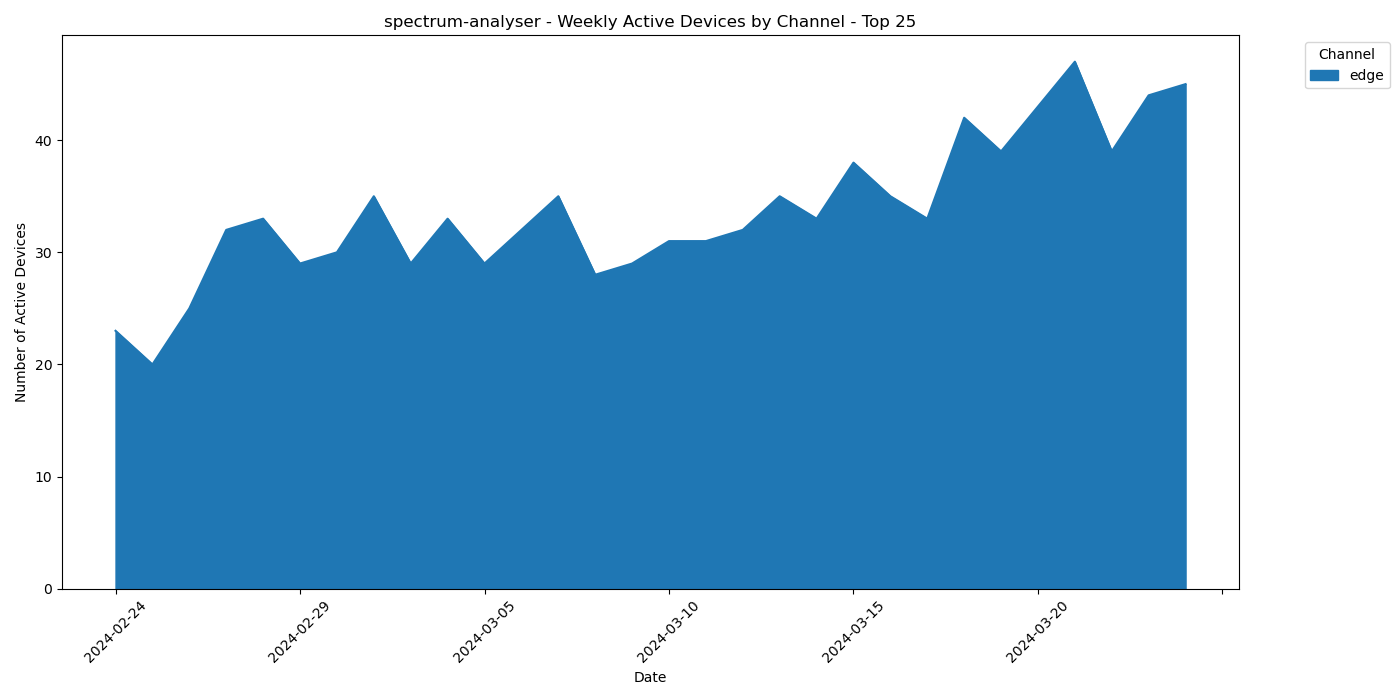 spectrum-analyser - Weekly Active Devices by Channel - Top 25
Channel
edge
Number of Active Devices
40
30
20
10
0
2024-02-24
2024-02-29
2024-03-05
2024-03-10
2024-03-15
2024-03-20
Date